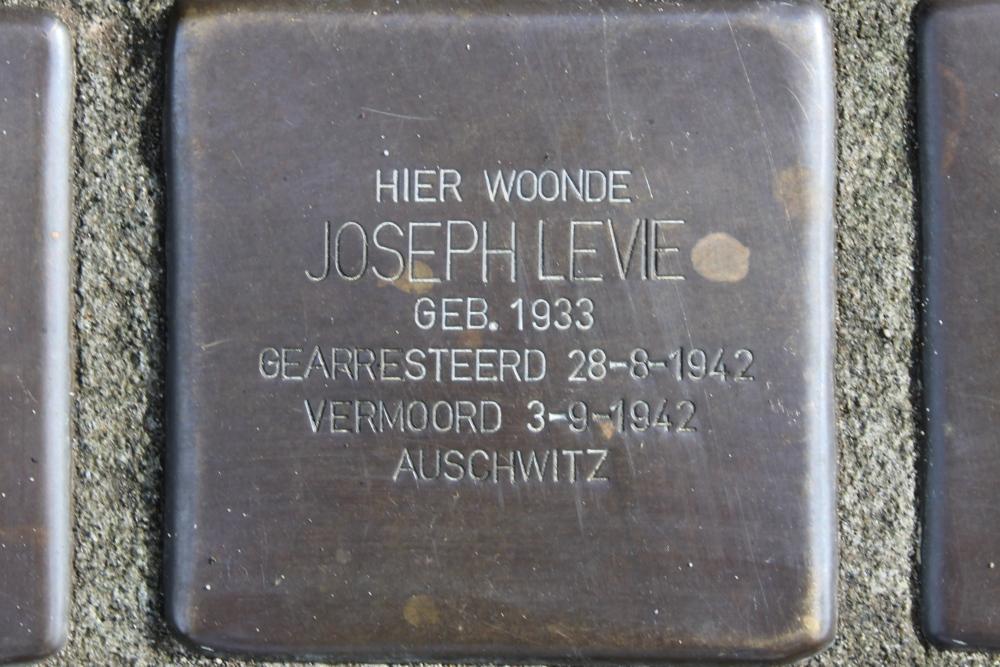 HIER WOONDE
JOSEPH LEVIE
GEB. 1933
GEARRESTEERD 28-8-1942
VERMOORD 3-9-1942
AUSCHWITZ